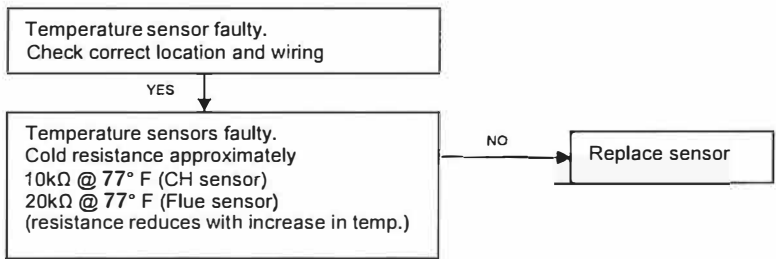 Temperature sensor faulty.
Check correct location and wiring
YES
Temperature sensors faulty.
Cold resistance approximately
10kΩ @ 77° F (CH sensor)
20kΩ @ 77° F (Flue sensor)
(resistance reduces with increase in temp.)
NO
Replace sensor